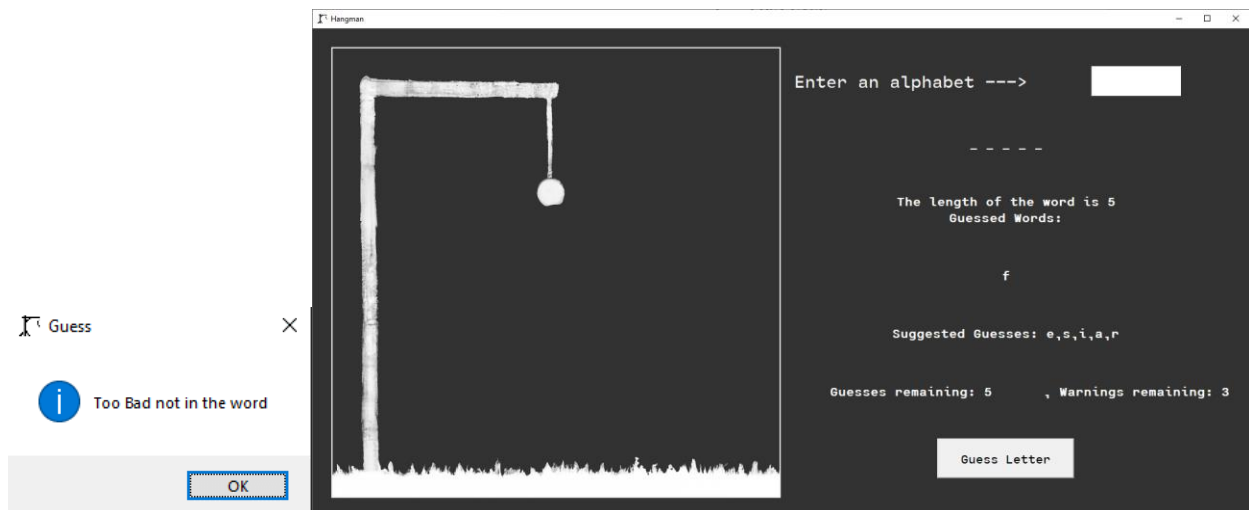 Guess
Too Bad not in the word
OK
Hangman
Enter an alphabet --->
_ _ _ _ _
The length of the word is 5
Guessed Words:
f
Suggested Guesses: e,s,i,a,r
Guesses remaining: 5 , Warnings remaining: 3
Guess Letter